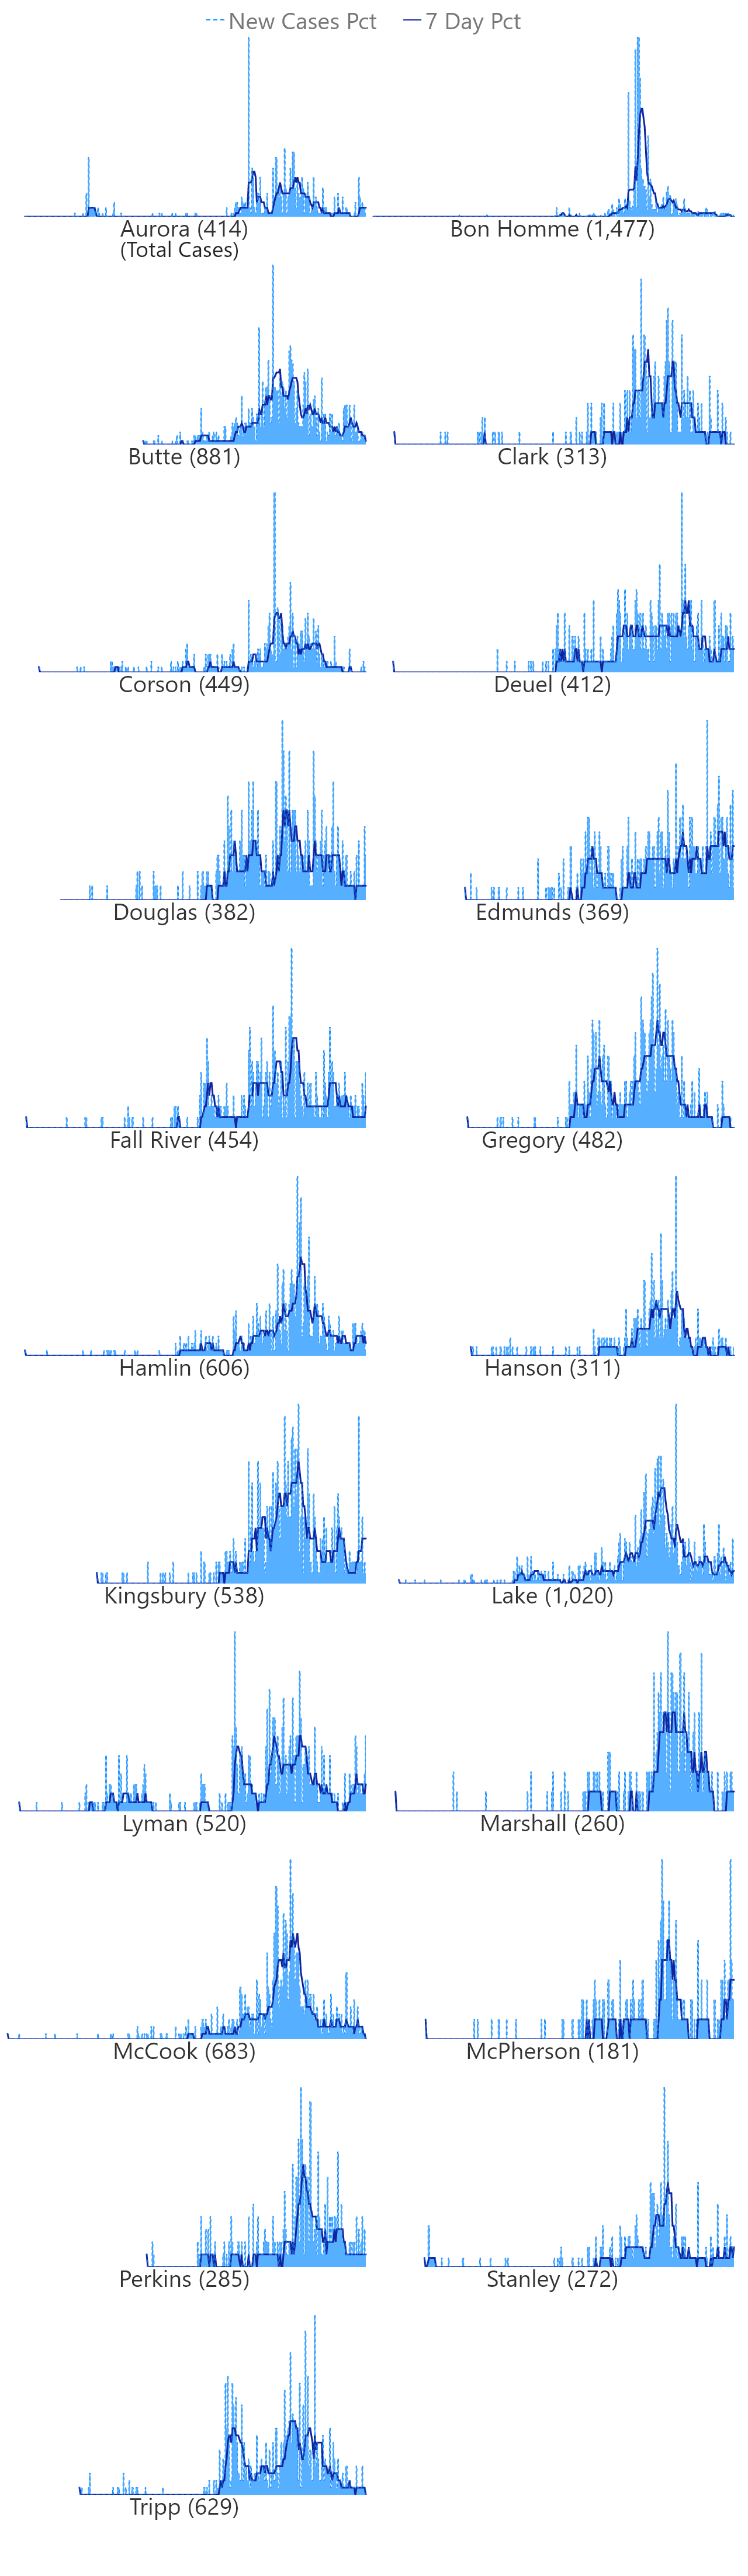 New Cases Pct 7 Day Pct
Aurora (414) Bon Homme (1,477)
(Total Cases)
Butte (881) Clark (313)
Corson (449) Deuel (412)
Douglas (382) Edmunds (369)
Fall River (454) Gregory (482)
Hamlin (606) Hanson (311)
Kingsbury (538) Lake (1,020)
Lyman (520) Marshall (260)
McCook (683) McPherson (181)
Perkins (285) Stanley (272)
Tripp (629)